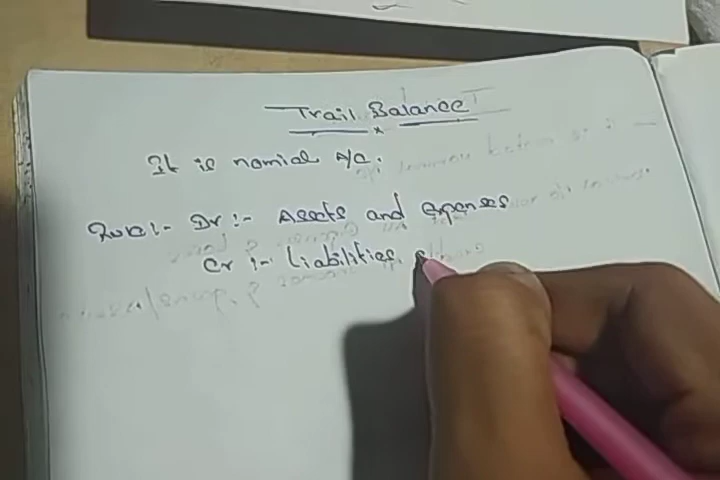 Trail Balance
It is nomial A/c.
Rule:- Dr :- Assets and expenses
Cr :- Liabilities